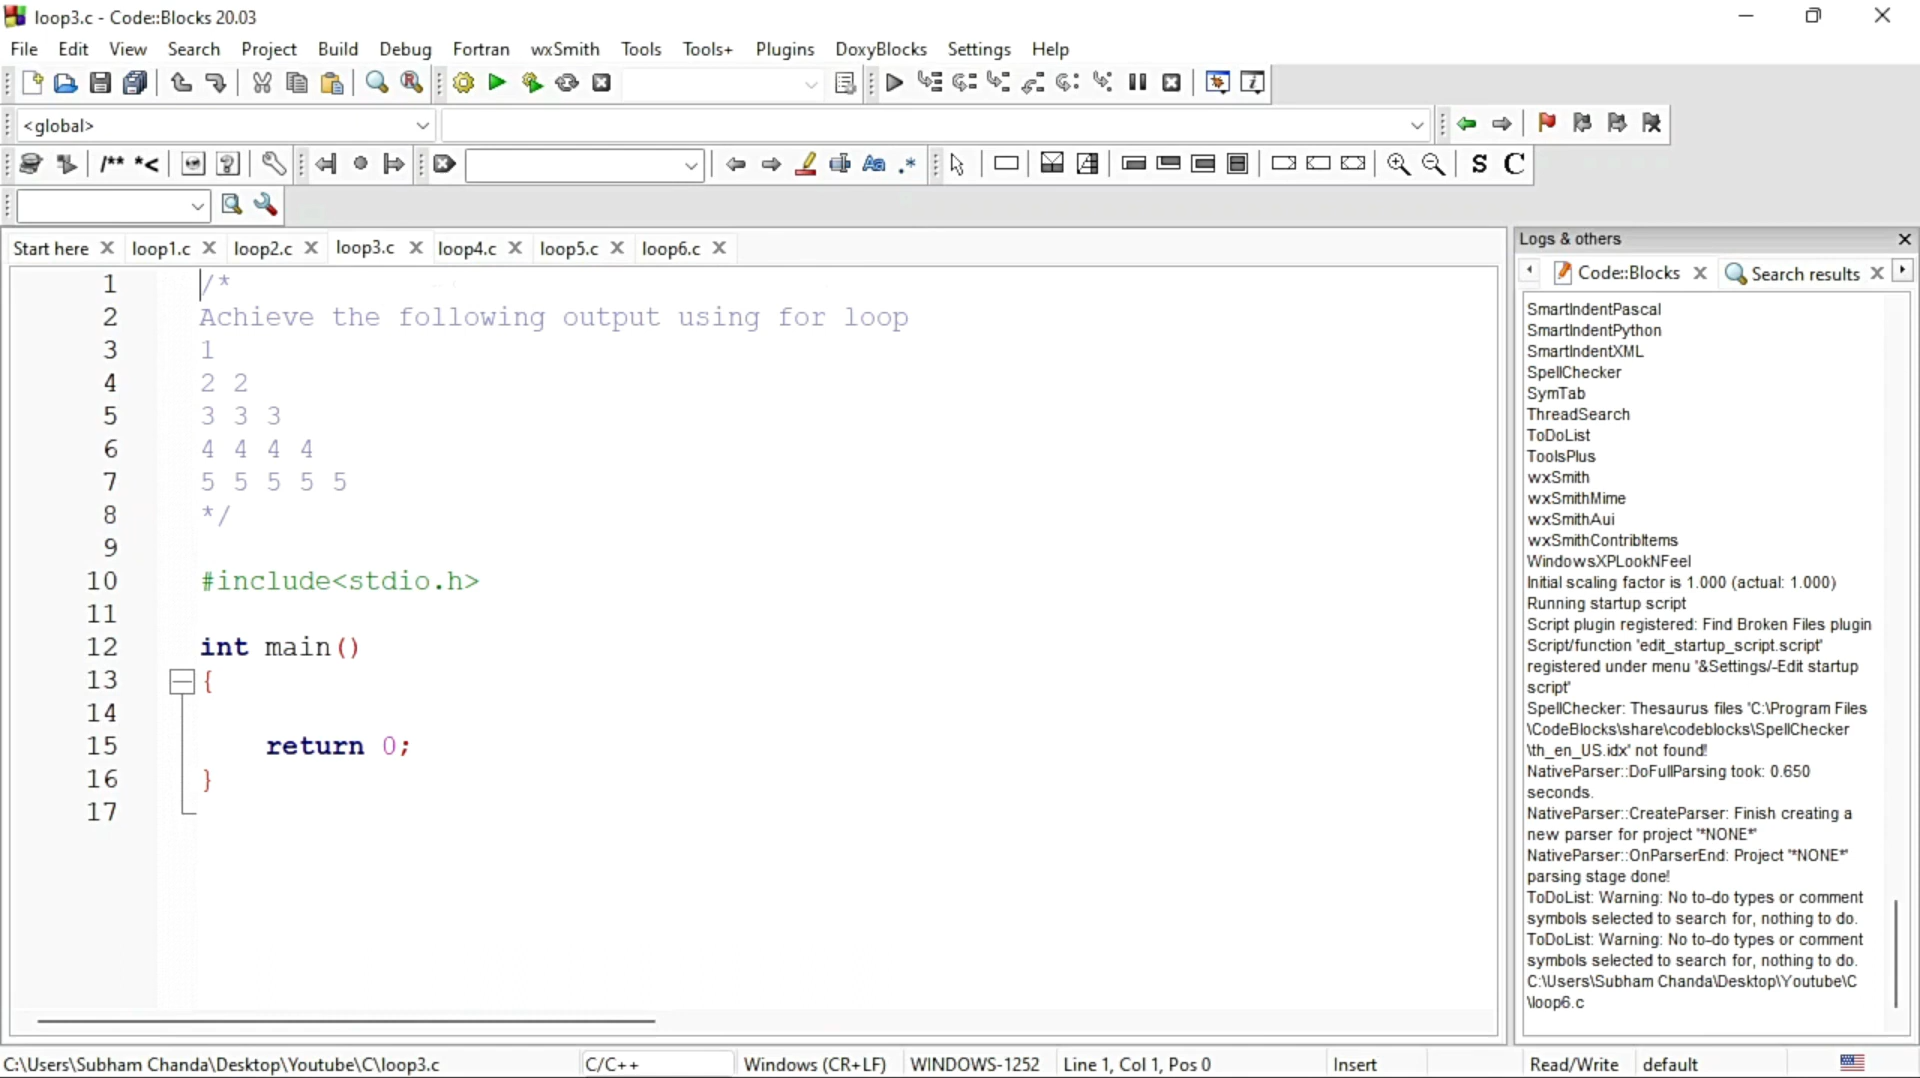 loop3.c - Code::Blocks 20.03
File Edit View Search Project Build Debug Fortran wxSmith Tools Tools+ Plugins DoxyBlocks Settings Help
<global>
/** *< Aa .* S C
Start here loop1.c loop2.c loop3.c loop4.c loop5.c loop6.c
1 /*
2 Achieve the following output using for loop
3 1
4 2 2
5 3 3 3
6 4 4 4 4
7 5 5 5 5 5
8 */
9
10 #include<stdio.h>
11
12 int main()
13 {
14
15 return 0;
16 }
17
Logs & others
Code::Blocks Search results
SmartIndentPascal
SmartIndentPython
SmartIndentXML
SpellChecker
SymTab
ThreadSearch
ToDoList
ToolsPlus
wxSmith
wxSmithMime
wxSmithAui
wxSmithContribItems
WindowsXPLookNFeel
Initial scaling factor is 1.000 (actual: 1.000)
Running startup script
Script plugin registered: Find Broken Files plugin
Script/function 'edit_startup_script.script'
registered under menu '&Settings/-Edit startup
script'
SpellChecker: Thesaurus files 'C:\Program Files
\CodeBlocks\share\codeblocks\SpellChecker
\th_en_US.idx' not found!
NativeParser::DoFullParsing took: 0.650
seconds.
NativeParser::CreateParser: Finish creating a
new parser for project '*NONE*'
NativeParser::OnParserEnd: Project '*NONE*'
parsing stage done!
ToDoList: Warning: No to-do types or comment
symbols selected to search for, nothing to do.
ToDoList: Warning: No to-do types or comment
symbols selected to search for, nothing to do.
C:\Users\Subham Chanda\Desktop\Youtube\C
\loop6.c
C:\Users\Subham Chanda\Desktop\Youtube\C\loop3.c C/C++ Windows (CR+LF) WINDOWS-1252 Line 1, Col 1, Pos 0 Insert Read/Write default